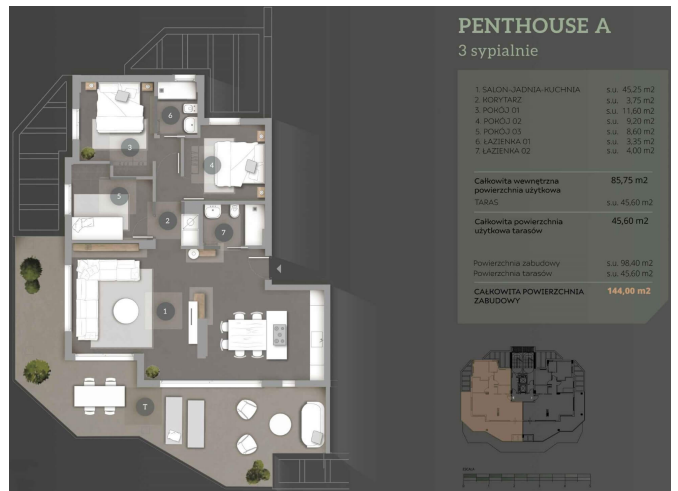 PENTHOUSE A
3 sypialnie
1. SALON-JADNIA-KUCHNIA s.u. 45,25 m2
2. KORYTARZ s.u. 3,75 m2
3. POKÓJ 01 s.u. 11,60 m2
4. POKÓJ 02 s.u. 9,20 m2
5. POKÓJ 03 s.u. 8,60 m2
6. ŁAZIENKA 01 s.u. 3,35 m2
7. ŁAZIENKA 02 s.u. 4,00 m2
Całkowita wewnętrzna
powierzchnia użytkowa 85,75 m2
TARAS s.u. 45,60 m2
Całkowita powierzchnia 45,60 m2
użytkowa tarasów
Powierzchnia zabudowy s.u. 98,40 m2
Powierzchnia tarasów s.u. 45,60 m2
CAŁKOWITA POWIERZCHNIA 144,00 m2
ZABUDOWY
6
3
4
5
2
7
1
T